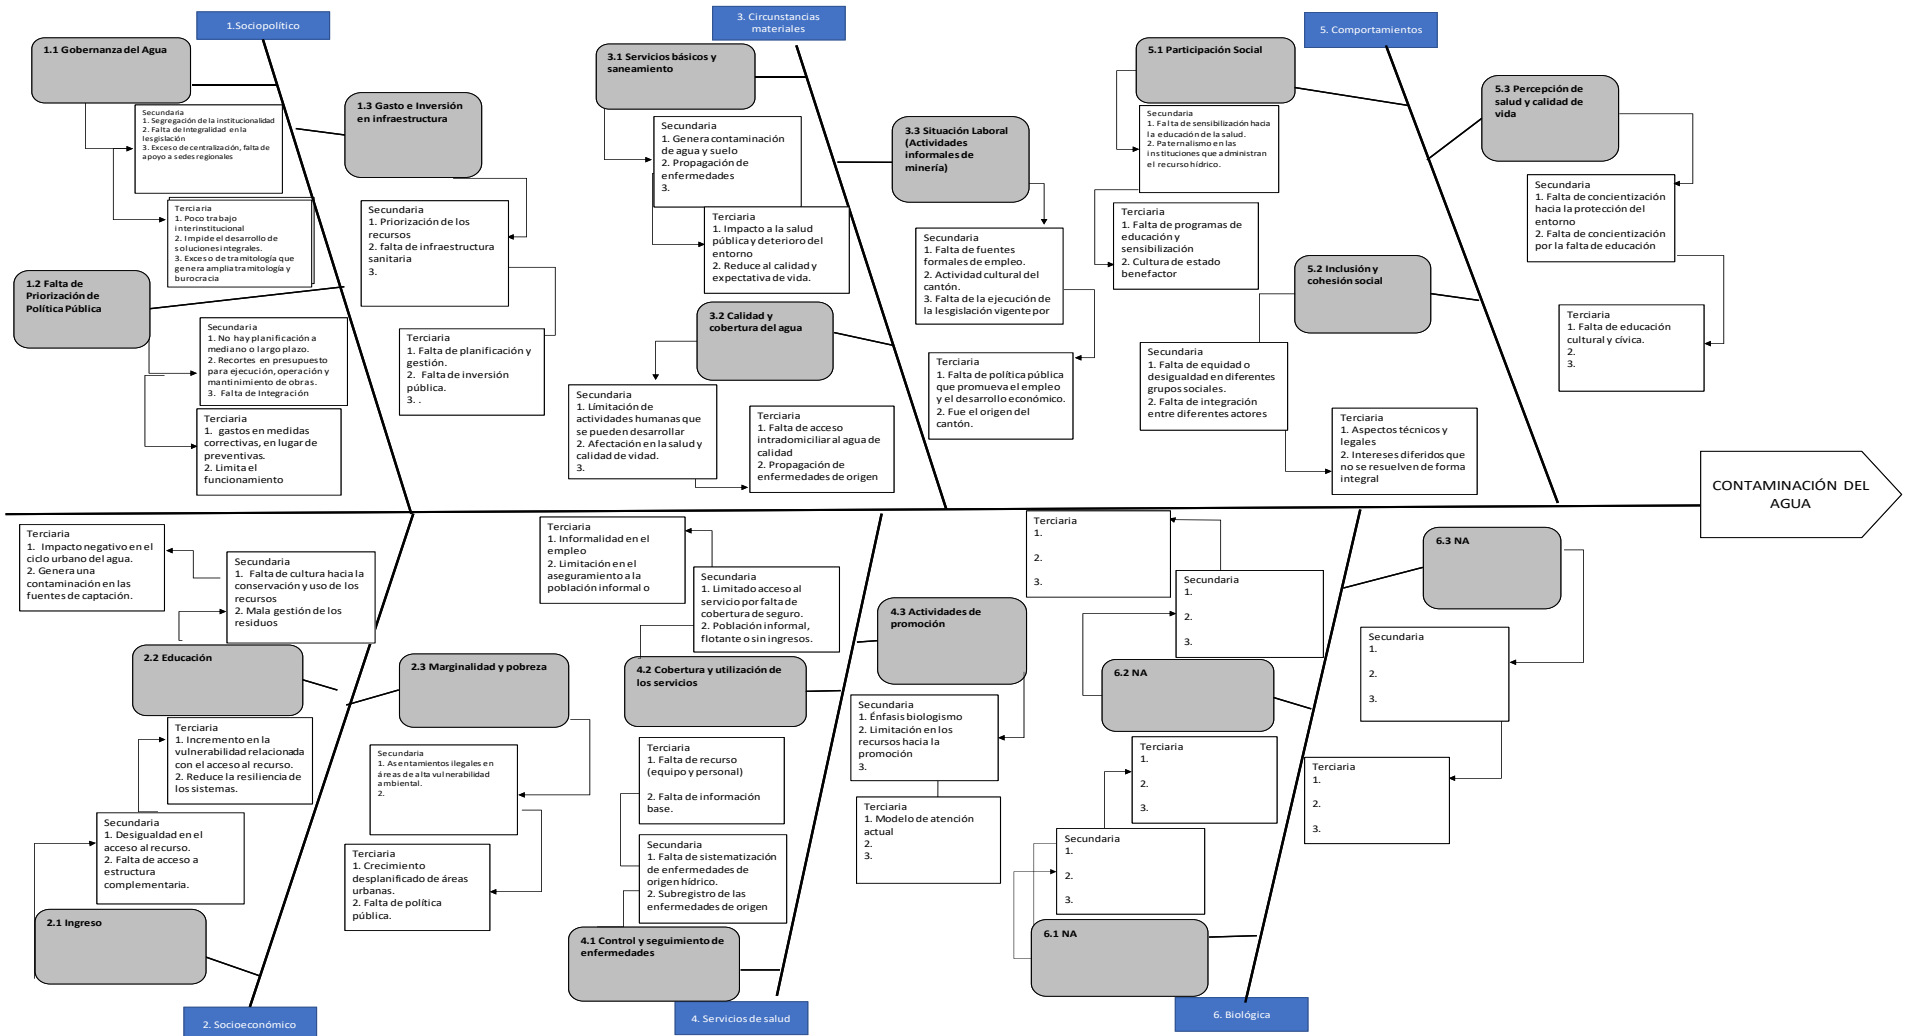 1.Sociopolítico
1.1 Gobernanza del Agua
Secundaria
1. Segregación de la institucionalidad
2. Falta de Integralidad en la
lesgislación
3. Exceso de centralización, falta de
apoyo a sedes regionales
Terciaria
1. Poco trabajo
interinstitucional
2. Impide el desarrollo de
soluciones integrales.
3. Exceso de tramitología que
genera amplia tramitología y
burocracia
1.2 Falta de
Priorización de
Política Pública
Secundaria
1. No hay planificación a
mediano o largo plazo.
2. Recortes en presupuesto
para ejecución, operación y
mantinimiento de obras.
3. Falta de Integración
Terciaria
1. gastos en medidas
correctivas, en lugar de
preventivas.
2. Limita el
funcionamiento
1.3 Gasto e Inversión
en infraestructura
Secundaria
1. Priorización de los
recursos
2. falta de infraestructura
sanitaria
3.
Terciaria
1. Falta de planificación y
gestión.
2. Falta de inversión
pública.
3. .
3. Circunstancias
materiales
3.1 Servicios básicos y
saneamiento
Secundaria
1. Genera contaminación
de agua y suelo
2. Propagación de
enfermedades
3.
Terciaria
1. Impacto a la salud
pública y deterioro del
entorno
2. Reduce al calidad y
expectativa de vida.
3.2 Calidad y
cobertura del agua
Secundaria
1. Límitación de
actividades humanas que
se pueden desarrollar
2. Afectación en la salud y
calidad de vidad.
3.
Terciaria
1. Falta de acceso
intradomiciliar al agua de
calidad
2. Propagación de
enfermedades de origen
3.3 Situación Laboral
(Actividades
informales de
minería)
Secundaria
1. Falta de fuentes
formales de empleo.
2. Actividad cultural del
cantón.
3. Falta de la ejecución de
la lesgislación vigente por
Terciaria
1. Falta de política pública
que promueva el empleo
y el desarrollo económico.
2. Fue el origen del
cantón.
5. Comportamientos
5.1 Participación Social
Secundaria
1. Falta de sensibilización hacia
la educación de la salud.
2. Paternalismo en las
instituciones que administran
el recurso hídrico.
Terciaria
1. Falta de programas de
educación y
sensibilización
2. Cultura de estado
benefactor
5.2 Inclusión y
cohesión social
Secundaria
1. Falta de equidad o
desigualdad en diferentes
grupos sociales.
2. Falta de integración
entre diferentes actores
Terciaria
1. Aspectos técnicos y
legales
2. Intereses diferidos que
no se resuelven de forma
integral
5.3 Percepción de
salud y calidad de
vida
Secundaria
1. Falta de concientización
hacia la protección del
entorno
2. Falta de concientización
por la falta de educación
Terciaria
1. Falta de educación
cultural y cívica.
2.
3.
CONTAMINACIÓN DEL
AGUA
Terciaria
1. Impacto negativo en el
ciclo urbano del agua.
2. Genera una
contaminación en las
fuentes de captación.
Secundaria
1. Falta de cultura hacia la
conservación y uso de los
recursos
2. Mala gestión de los
residuos
2.2 Educación
Terciaria
1. Incremento en la
vulnerabilidad relacionada
con el acceso al recurso.
2. Reduce la resiliencia de
los sistemas.
Secundaria
1. Desigualdad en el
acceso al recurso.
2. Falta de acceso a
estructura
complementaria.
2.1 Ingreso
2.3 Marginalidad y pobreza
Secundaria
1. Asentamientos ilegales en
áreas de alta vulnerabilidad
ambiental.
2.
Terciaria
1. Crecimiento
desplanificado de áreas
urbanas.
2. Falta de política
pública.
2. Socioeconómico
Terciaria
1. Informalidad en el
empleo
2. Limitación en el
aseguramiento a la
población informal o
Secundaria
1. Limitado acceso al
servicio por falta de
cobertura de seguro.
2. Población informal,
flotante o sin ingresos.
4.2 Cobertura y utilización de
los servicios
Terciaria
1. Falta de recurso
(equipo y personal)
2. Falta de información
base.
Secundaria
1. Falta de sistematización
de enfermedades de
origen hídrico.
2. Subregistro de las
enfermedades de origen
4.1 Control y seguimiento de
enfermedades
4.3 Actividades de
promoción
Secundaria
1. Énfasis biologismo
2. Limitación en los
recursos hacia la
promoción
3.
Terciaria
1. Modelo de atención
actual
2.
3.
4. Servicios de salud
Terciaria
1.
2.
3.
Secundaria
1.
2.
3.
6.2 NA
Terciaria
1.
2.
3.
Secundaria
1.
2.
3.
6.1 NA
6.3 NA
Secundaria
1.
2.
3.
Terciaria
1.
2.
3.
6. Biológica